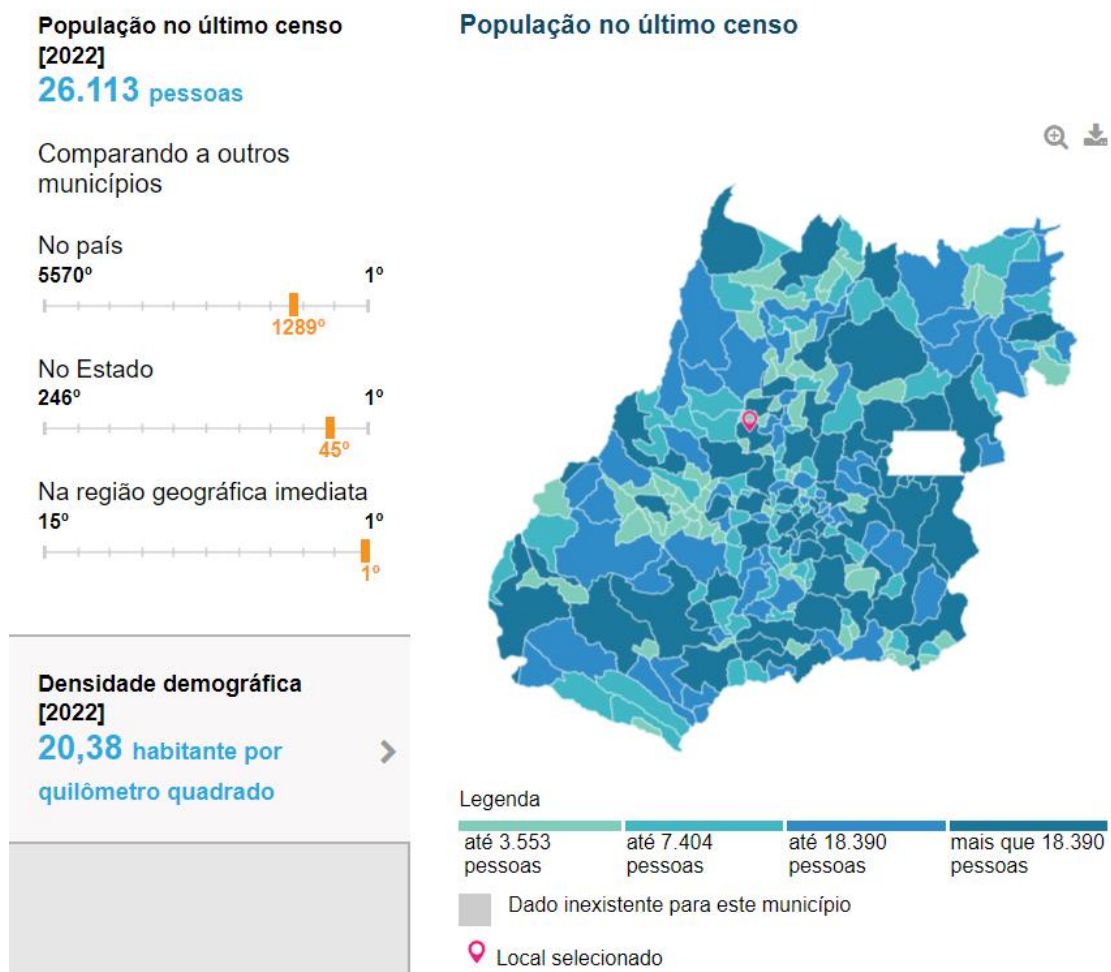 População no último censo
[2022]
26.113 pessoas
Comparando a outros
municípios
No país
5570º 1º
1289º
No Estado
246º 1º
45º
Na região geográfica imediata
15º 1º
1º
Densidade demográfica
[2022]
20,38 habitante por
quilômetro quadrado
População no último censo
Legenda
até 3.553
pessoas
até 7.404
pessoas
até 18.390
pessoas
mais que 18.390
pessoas
Dado inexistente para este município
Local selecionado